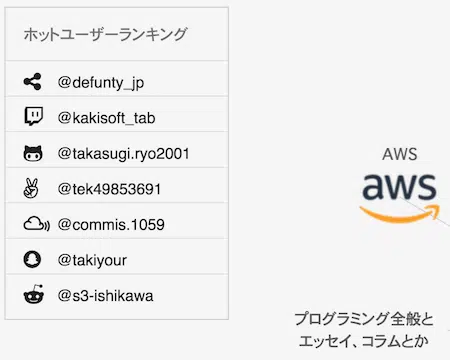 ホットユーザーランキング
@defunty_jp
@kakisoft_tab
@takasugi.ryo2001
@tek49853691
@commis.1059
@takiyour
@s3-ishikawa
AWS
aws
プログラミング全般と
エッセイ、コラムとか